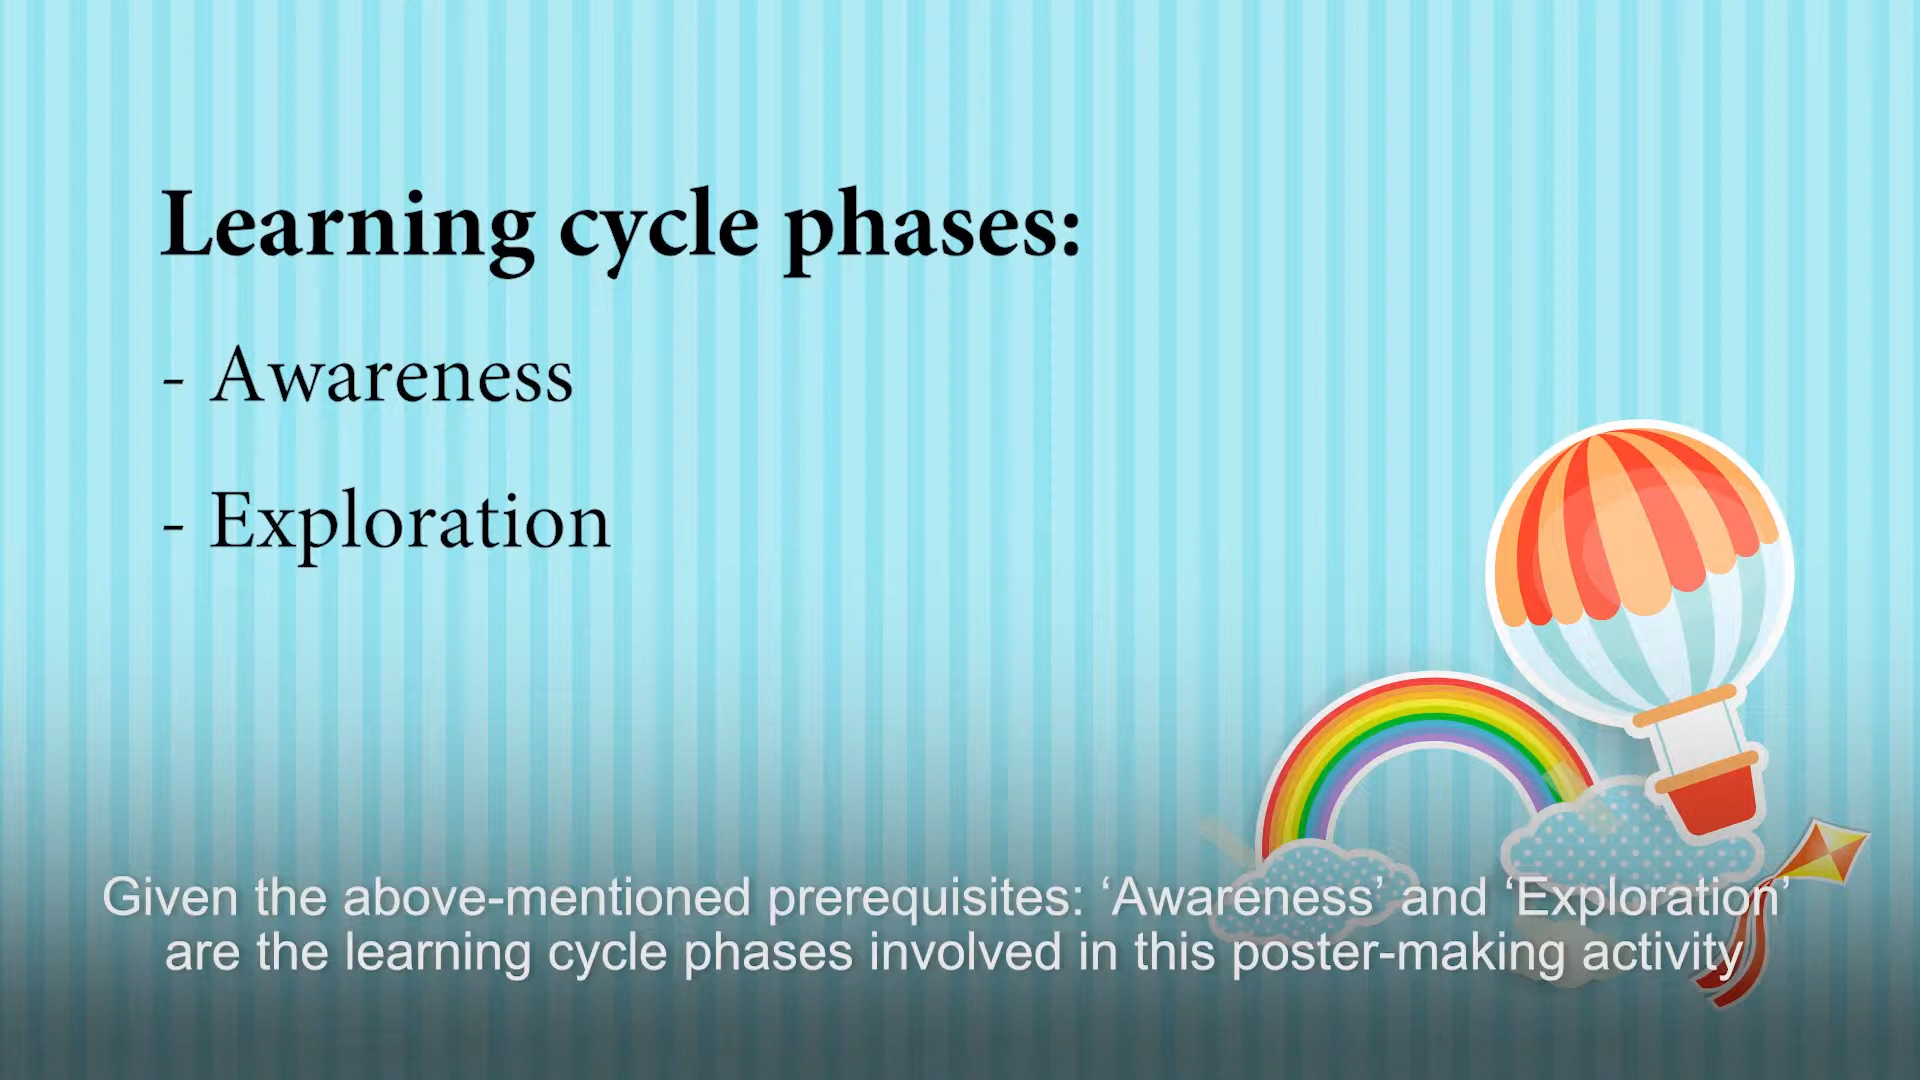 Learning cycle phases:
- Awareness
- Exploration
Given the above-mentioned prerequisites: ‘Awareness’ and ‘Exploration’
are the learning cycle phases involved in this poster-making activity